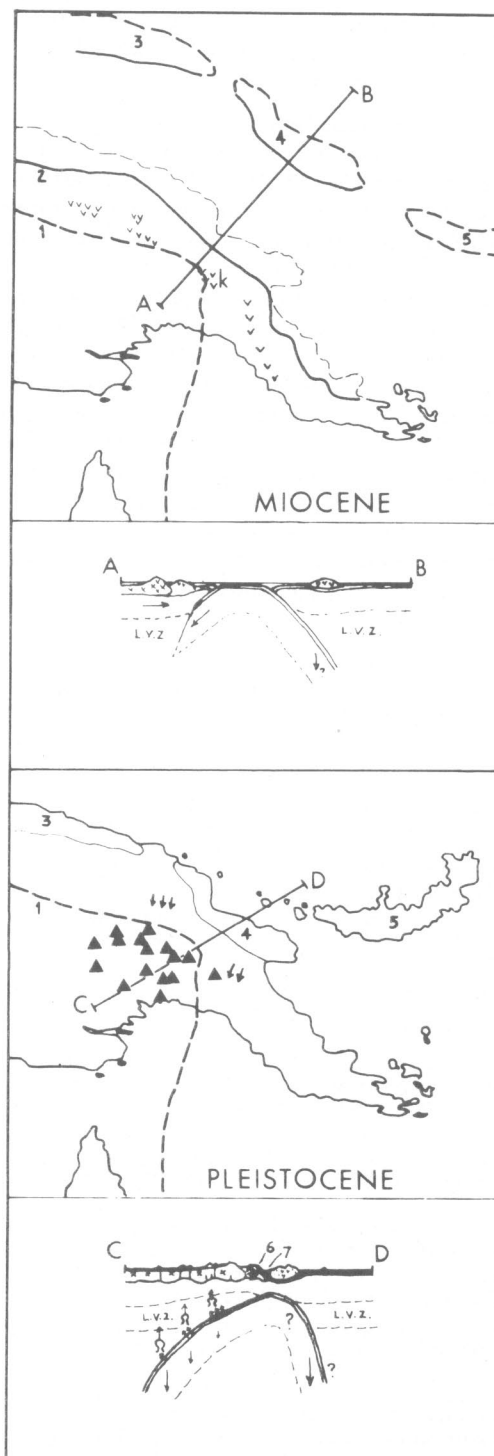 3
B
4
2
1
5
k
A
MIOCENE
A B
L.V.Z. L.V.Z.
?
3
D
1
4
5
C
PLEISTOCENE
C 6 7 D
L.V.Z. ? L.V.Z.
?